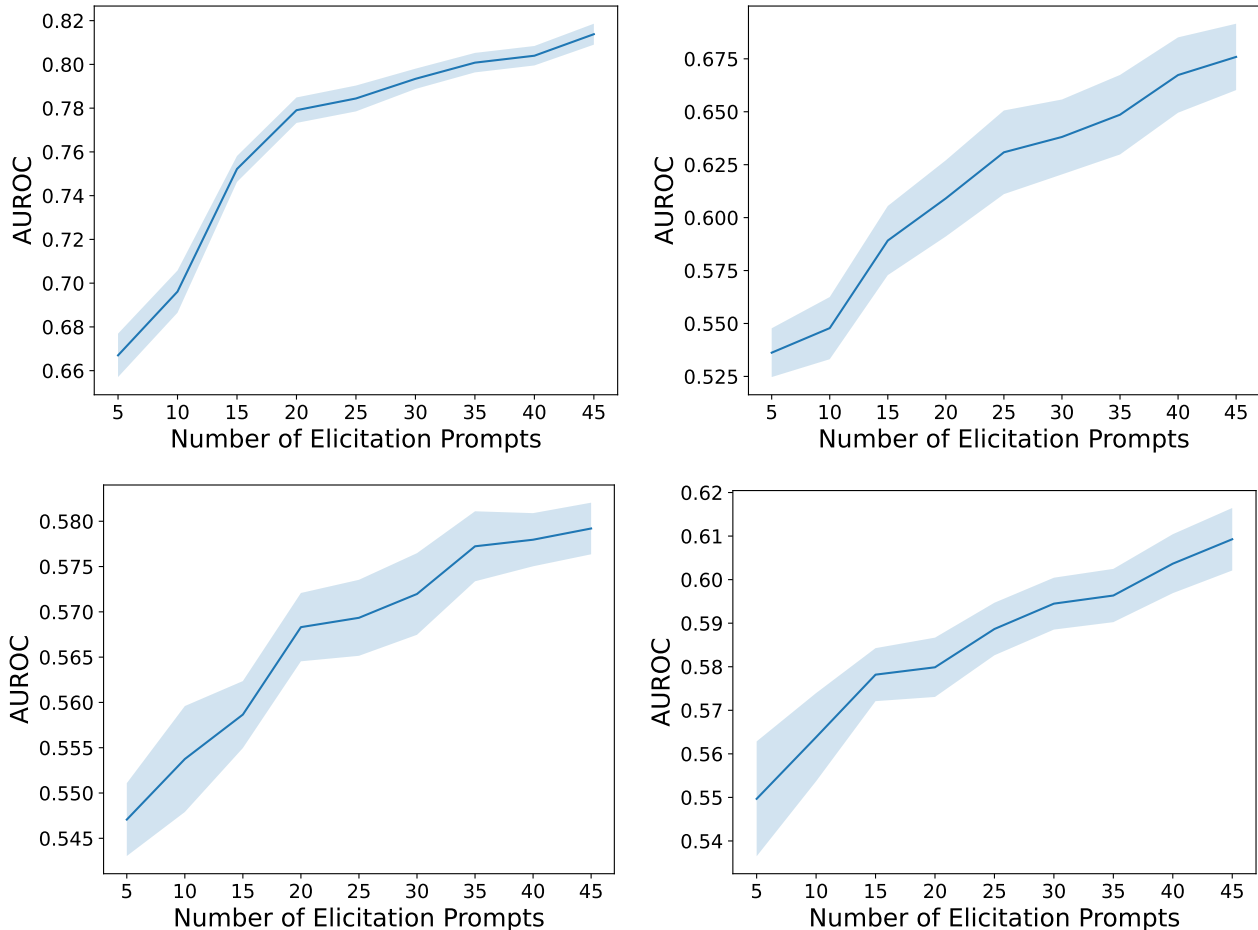 0.82
0.80
0.78
0.76
0.74
0.72
0.70
0.68
0.66
AUROC
5 10 15 20 25 30 35 40 45
Number of Elicitation Prompts
0.675
0.650
0.625
0.600
0.575
0.550
0.525
AUROC
5 10 15 20 25 30 35 40 45
Number of Elicitation Prompts
0.580
0.575
0.570
0.565
0.560
0.555
0.550
0.545
AUROC
5 10 15 20 25 30 35 40 45
Number of Elicitation Prompts
0.62
0.61
0.60
0.59
0.58
0.57
0.56
0.55
0.54
AUROC
5 10 15 20 25 30 35 40 45
Number of Elicitation Prompts